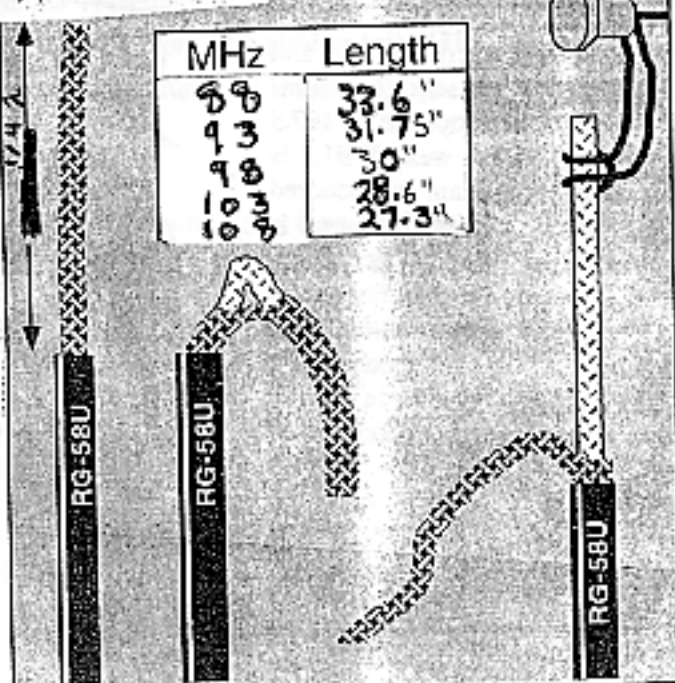 MHz Length
88 33.6"
93 31.75"
98 30"
103 28.6"
108 27.3"
1/4 λ
RG-58U
RG-58U
RG-58U